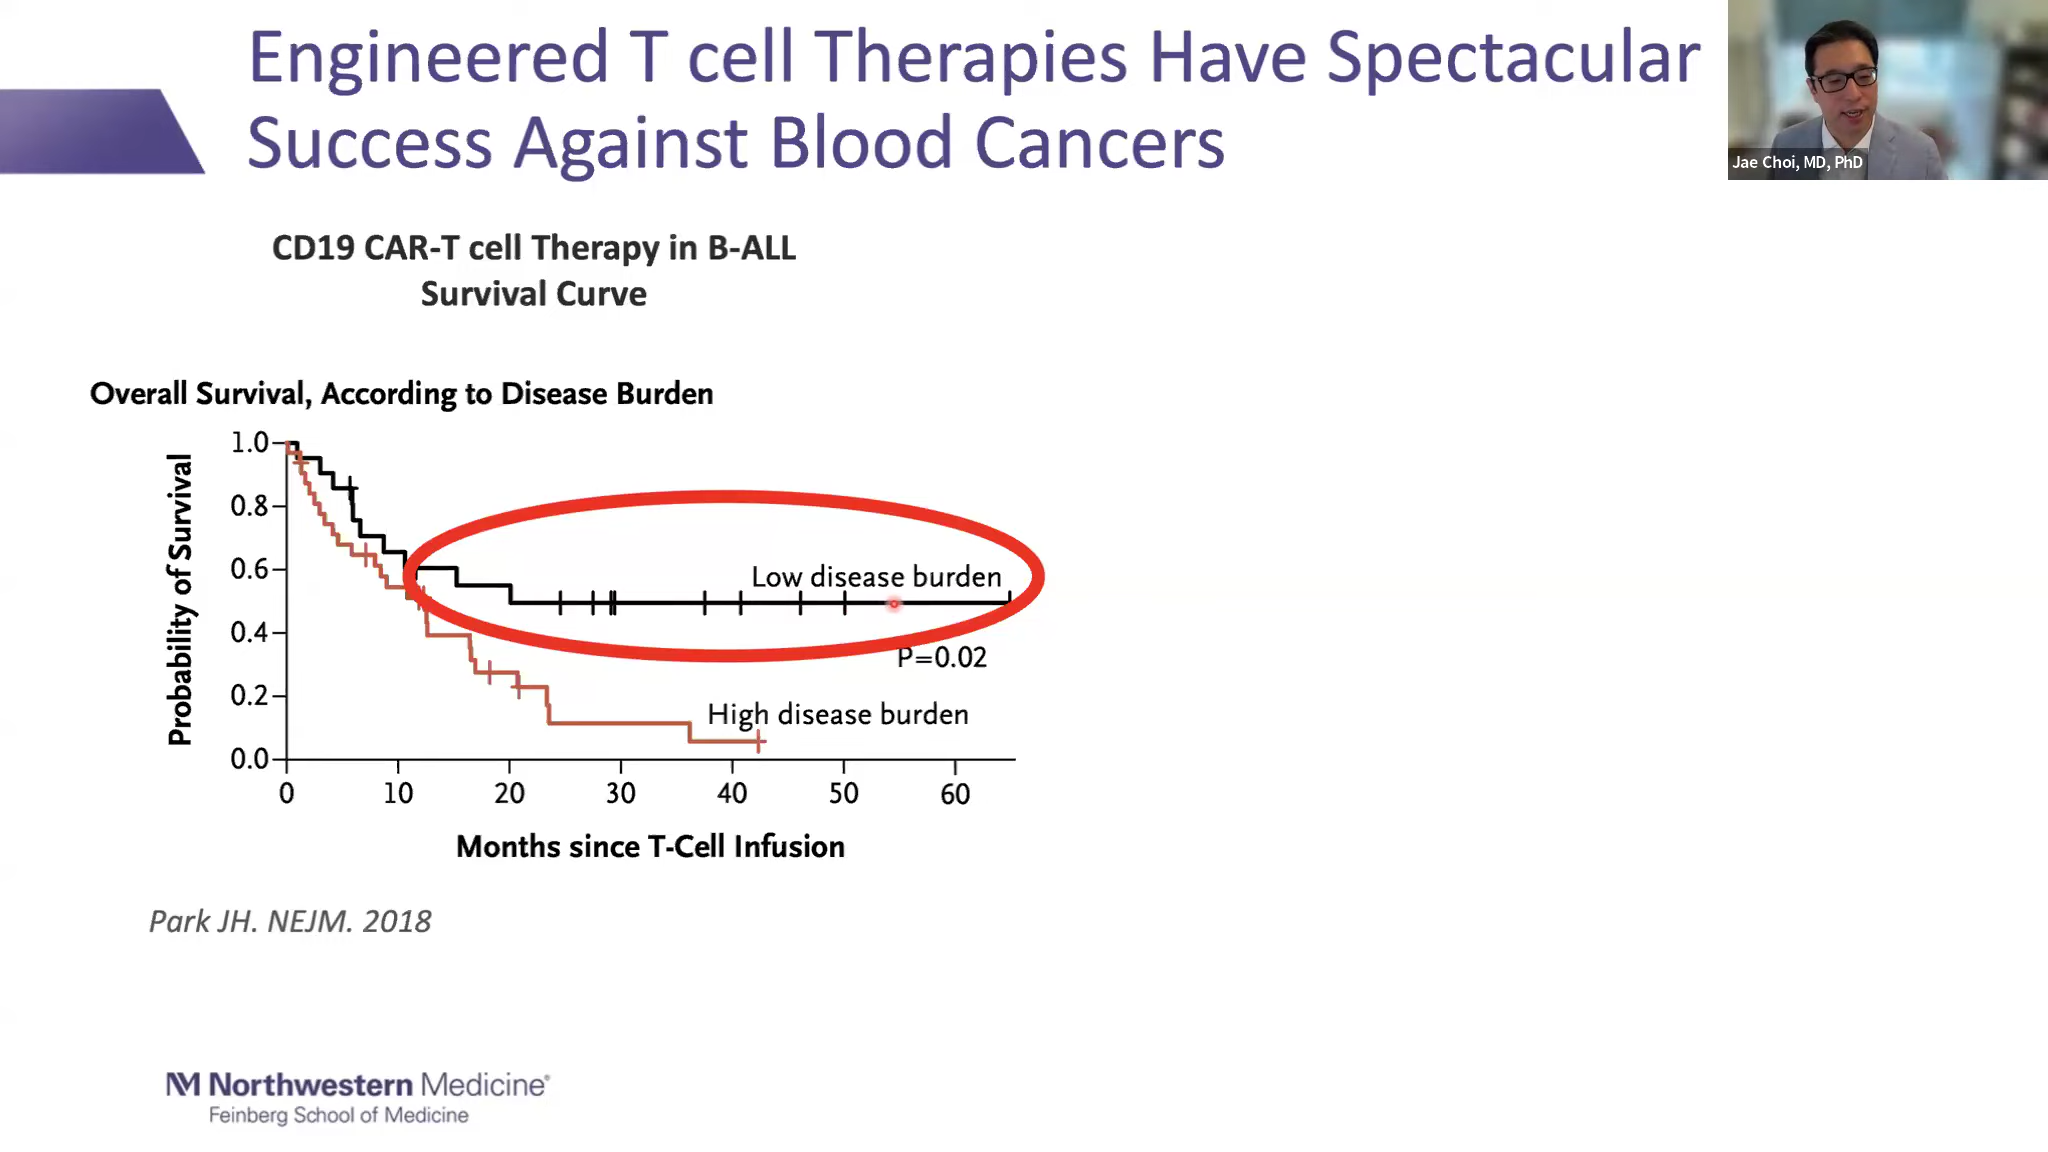 Engineered T cell Therapies Have Spectacular
Success Against Blood Cancers
Jae Choi, MD, PhD
CD19 CAR-T cell Therapy in B-ALL
Survival Curve
Overall Survival, According to Disease Burden
Probability of Survival
1.0
0.8
0.6
0.4
0.2
0.0
Low disease burden
P=0.02
High disease burden
0 10 20 30 40 50 60
Months since T-Cell Infusion
Park JH. NEJM. 2018
NM Northwestern Medicine®
Feinberg School of Medicine